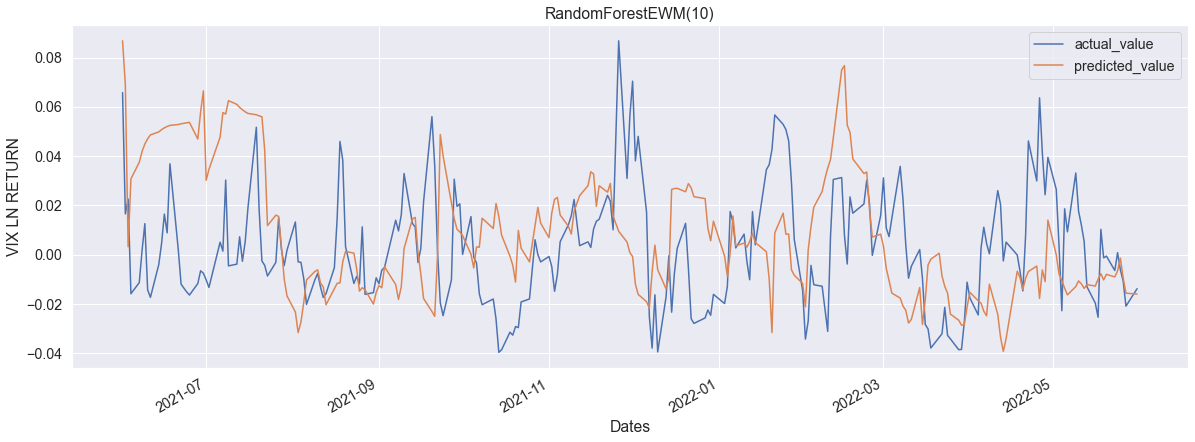 RandomForestEWM(10)
actual_value
predicted_value
VIX LN RETURN
0.08
0.06
0.04
0.02
0.00
−0.02
−0.04
2021-07
2021-09
2021-11
2022-01
2022-03
2022-05
Dates